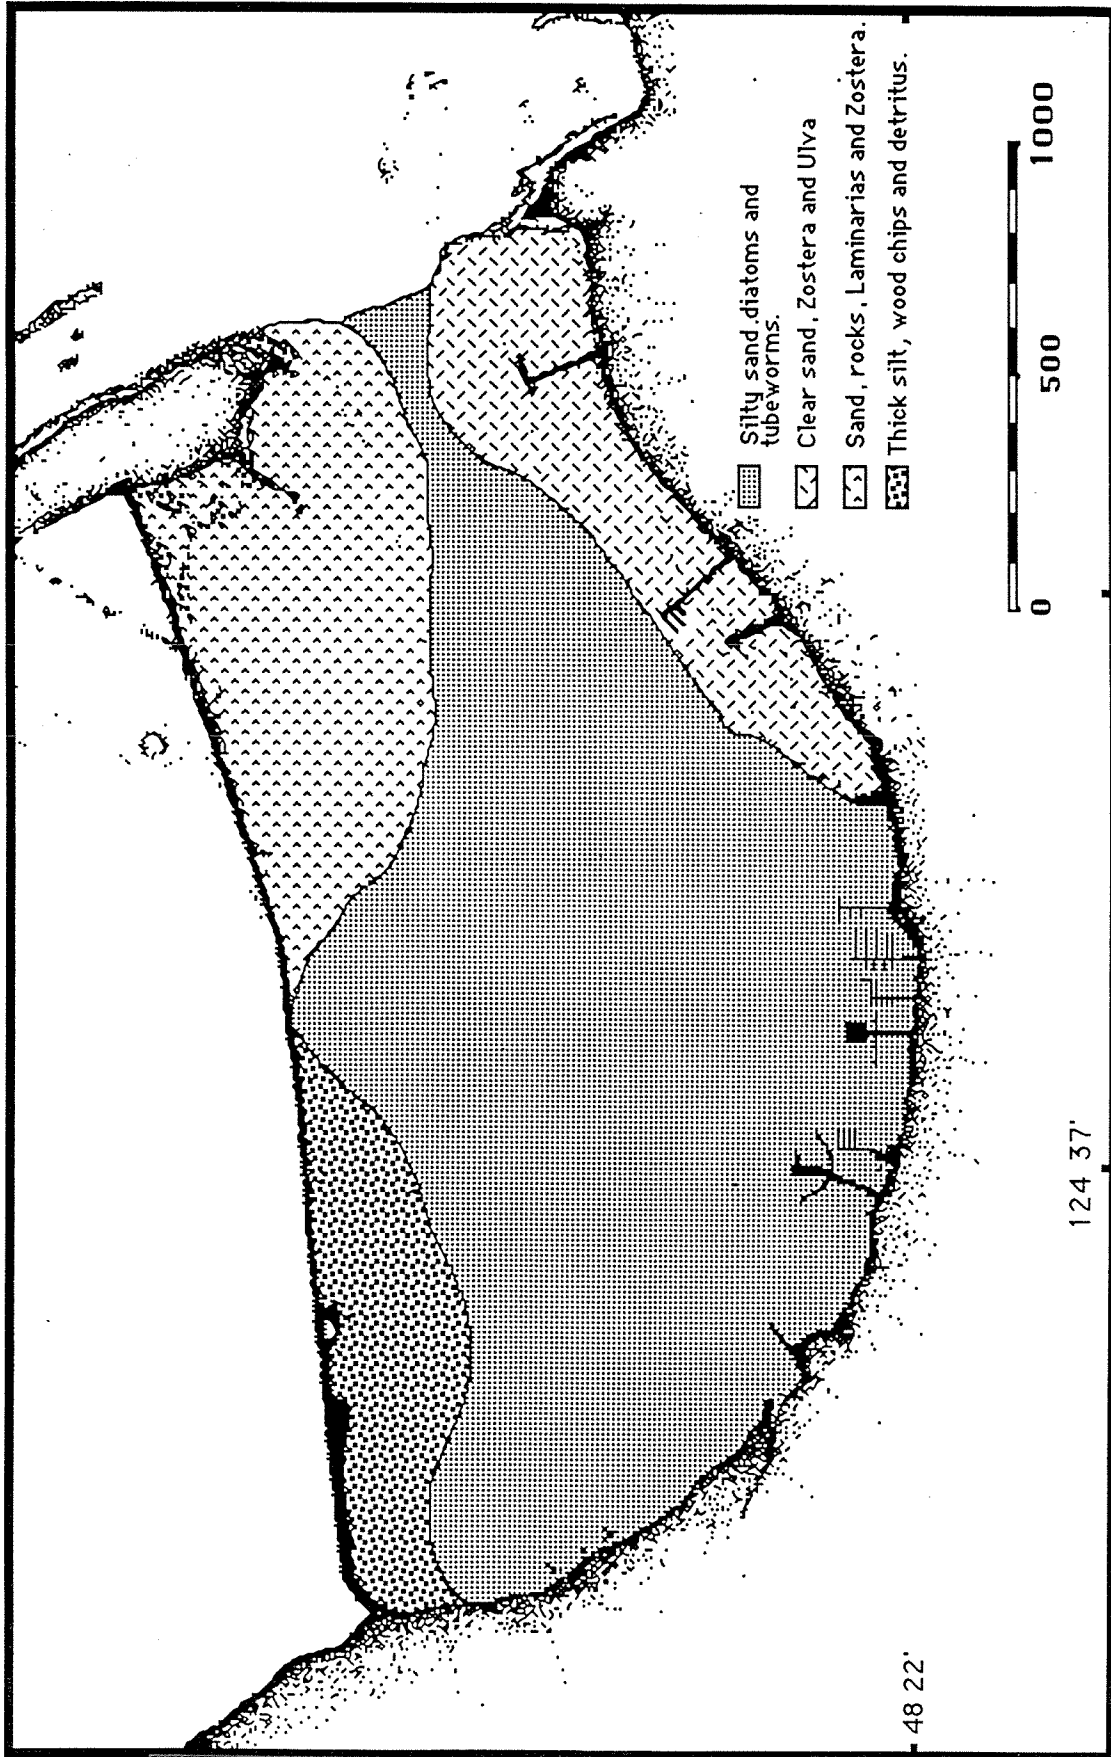 Silty sand, diatoms and
tubeworms.
Clear sand, Zostera and Ulva
Sand, rocks, Laminarias and Zostera.
Thick silt, wood chips and detritus.
0 500 1000
48 22'
124 37'